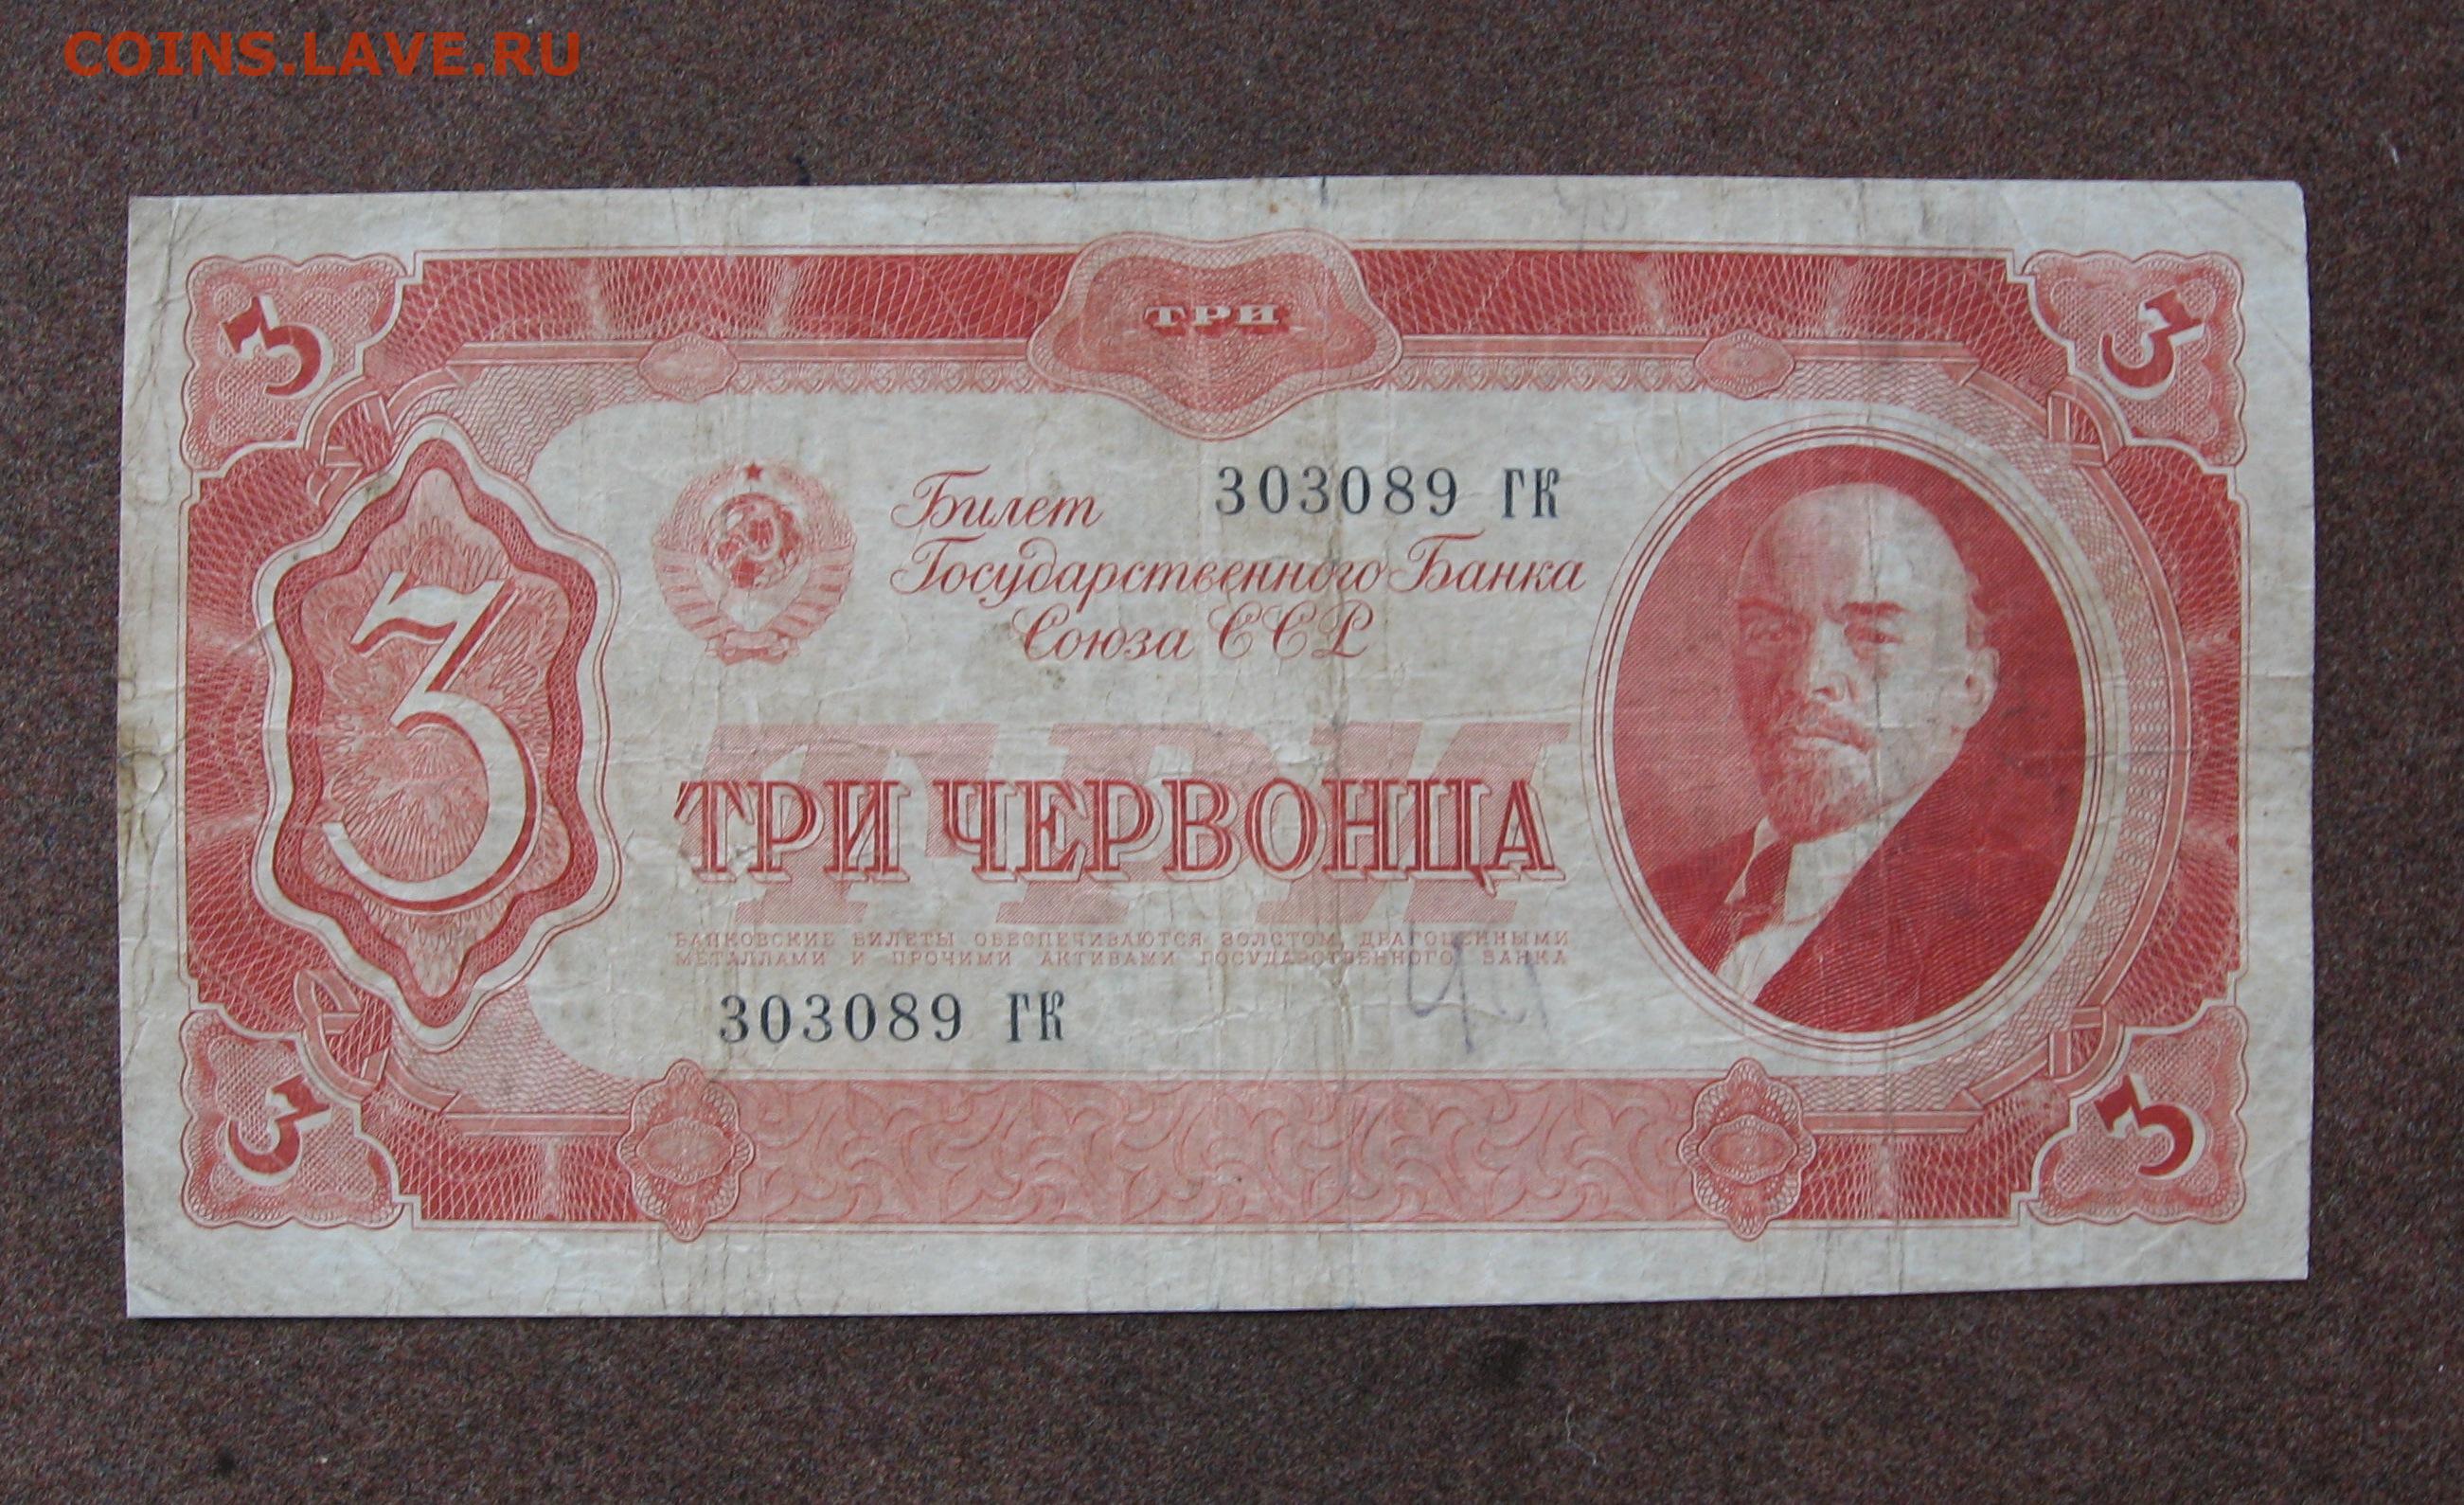 COINS.LAVE.RU
3
3
ТРИ
303089 ГК
Билет
Государственного Банка
Союза ССР
3
ТРИ
ТРИ ЧЕРВОНЦА
БАНКОВСКИЕ БИЛЕТЫ ОБЕСПЕЧИВАЮТСЯ ЗОЛОТОМ, ДРАГОЦЕННЫМИ
МЕТАЛЛАМИ И ПРОЧИМИ АКТИВАМИ ГОСУДАРСТВЕННОГО БАНКА
303089 ГК
3
3